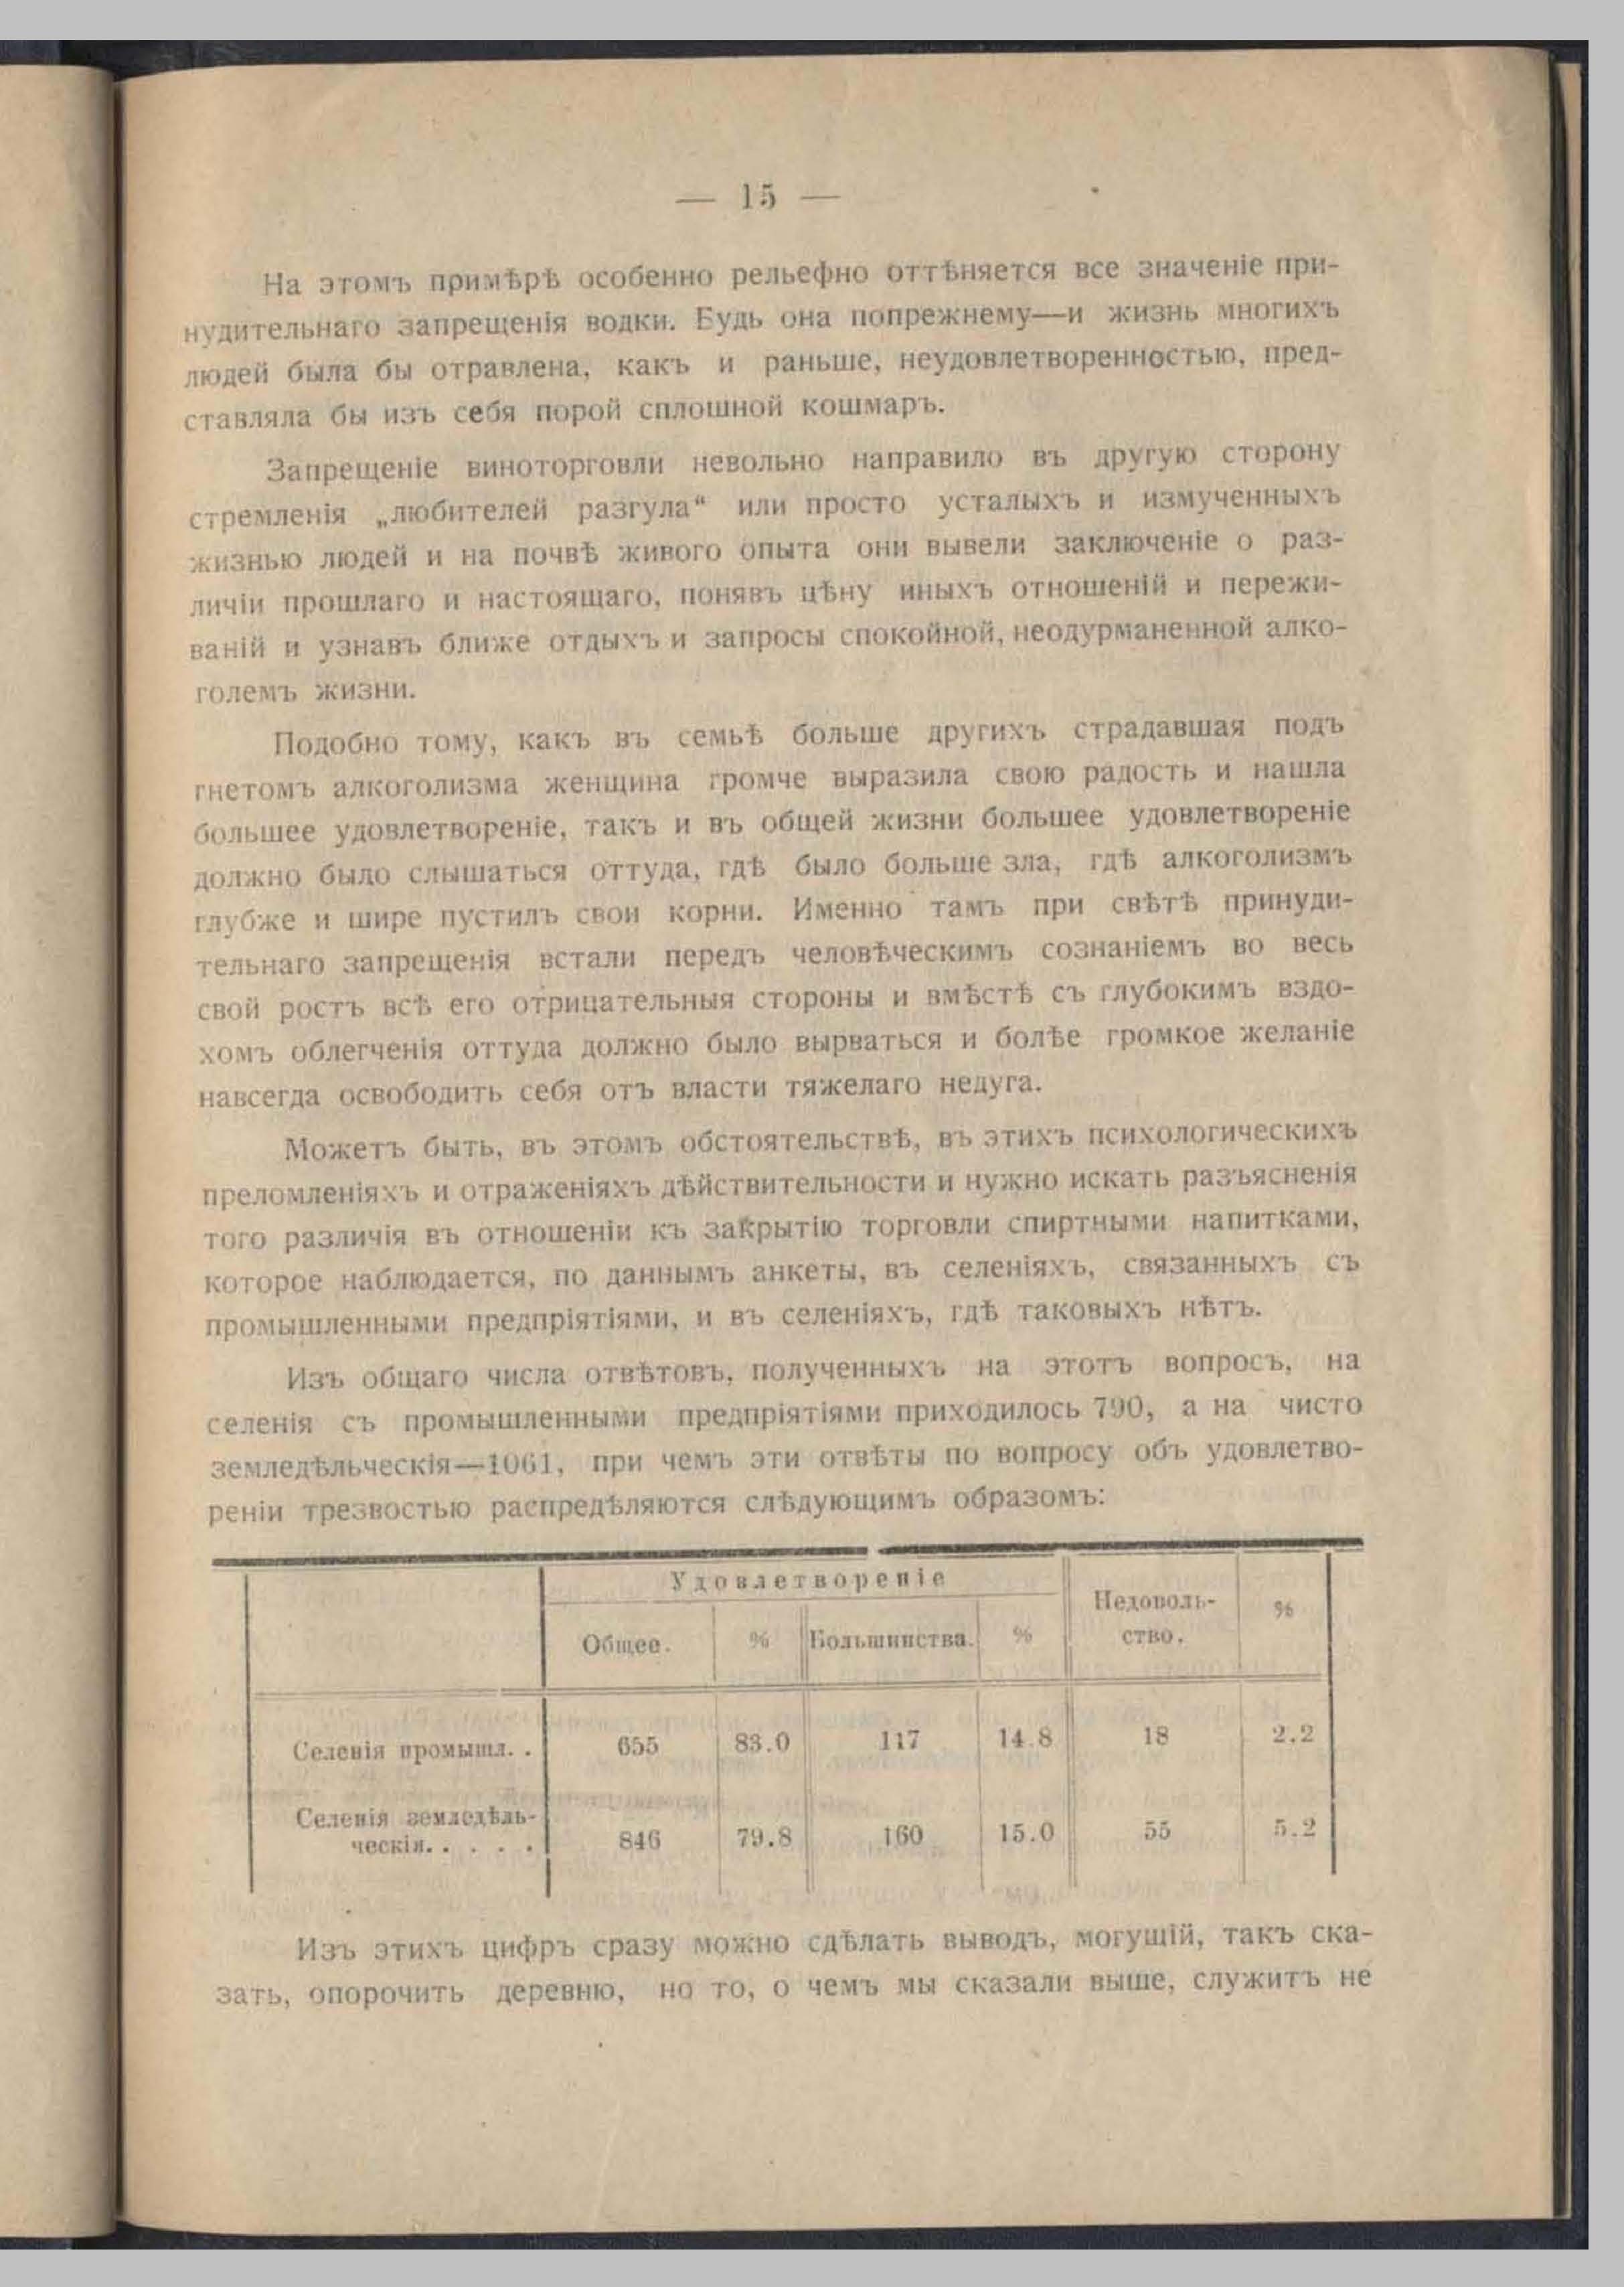 — 15 —
На этомъ примѣрѣ особенно рельефно оттѣняется все значеніе при-
нудительнаго запрещенія водки. Будь она попрежнему—и жизнь многихъ
людей была бы отравлена, какъ и раньше, неудовлетворенностью, пред-
ставляла бы изъ себя порой сплошной кошмаръ.
Запрещеніе виноторговли невольно направило въ другую сторону
стремленія „любителей разгула“ или просто усталыхъ и измученныхъ
жизнью людей и на почвѣ живого опыта они вывели заключеніе о раз-
личіи прошлаго и настоящаго, понявъ цѣну иныхъ отношеній и пережи-
ваній и узнавъ ближе отдыхъ и запросы спокойной, неодурманенной алко-
големъ жизни.
Подобно тому, какъ въ семьѣ больше другихъ страдавшая подъ
гнетомъ алкоголизма женщина громче выразила свою радость и нашла
большее удовлетвореніе, такъ и въ общей жизни большее удовлетвореніе
должно было слышаться оттуда, гдѣ было больше зла, гдѣ алкоголизмъ
глубже и шире пустилъ свои корни. Именно тамъ при свѣтѣ принуди-
тельнаго запрещенія встали передъ человѣческимъ сознаніемъ во весь
свой ростъ всѣ его отрицательныя стороны и вмѣстѣ съ глубокимъ вздо-
хомъ облегченія оттуда должно было вырваться и болѣе громкое желаніе
навсегда освободить себя отъ власти тяжелаго недуга.
Можетъ быть, въ этомъ обстоятельствѣ, въ этихъ психологическихъ
преломленіяхъ и отраженіяхъ дѣйствительности и нужно искать разъясненія
того различія въ отношеніи къ закрытію торговли спиртными напитками,
которое наблюдается, по даннымъ анкеты, въ селеніяхъ, связанныхъ съ
промышленными предпріятіями, и въ селеніяхъ, гдѣ таковыхъ нѣтъ.
Изъ общаго числа отвѣтовъ, полученныхъ на этотъ вопросъ, на
селенія съ промышленными предпріятіями приходилось 790, а на чисто
земледѣльческія—1061, при чемъ эти отвѣты по вопросу объ удовлетво-
реніи трезвостью распредѣляются слѣдующимъ образомъ:
Удовлетвореніе
Недоволь-
ство. %
Общее. % Большинства. %
Селенія промышл. . 655 83.0 117 14.8 18 2.2
Селенія земледѣль-
ческія. . . . . 846 79.8 160 15.0 55 5.2
Изъ этихъ цифръ сразу можно сдѣлать выводъ, могущій, такъ ска-
зать, опорочить деревню, но то, о чемъ мы сказали выше, служитъ не